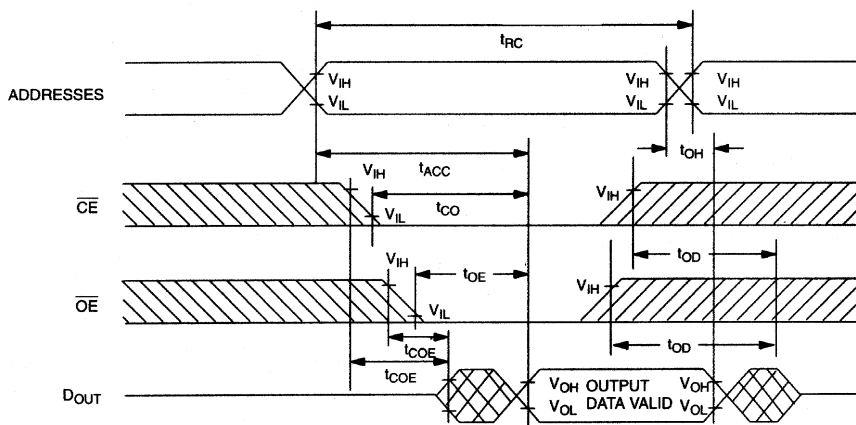 tRC
ADDRESSES
VIH VIH VIH
VIL VIL VIL
tOH
tACC
VIH
CE
tCO
VIL
VIH
tOD
VIH
OE
tOE
VIL
VIH
tCOE
tOD
tCOE
DOUT
VOH OUTPUT VOH
VOL DATA VALID VOL